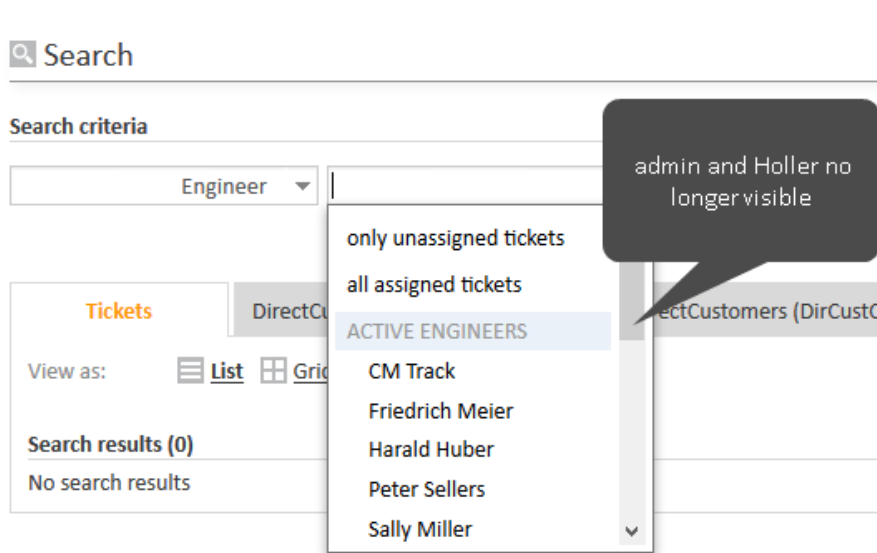 Search
Search criteria
Engineer
admin and Holler no
longer visible
only unassigned tickets
all assigned tickets
ACTIVE ENGINEERS
CM Track
Friedrich Meier
Harald Huber
Peter Sellers
Sally Miller
Tickets
DirectCu
ectCustomers (DirCustC
View as:
List
Grid
Search results (0)
No search results